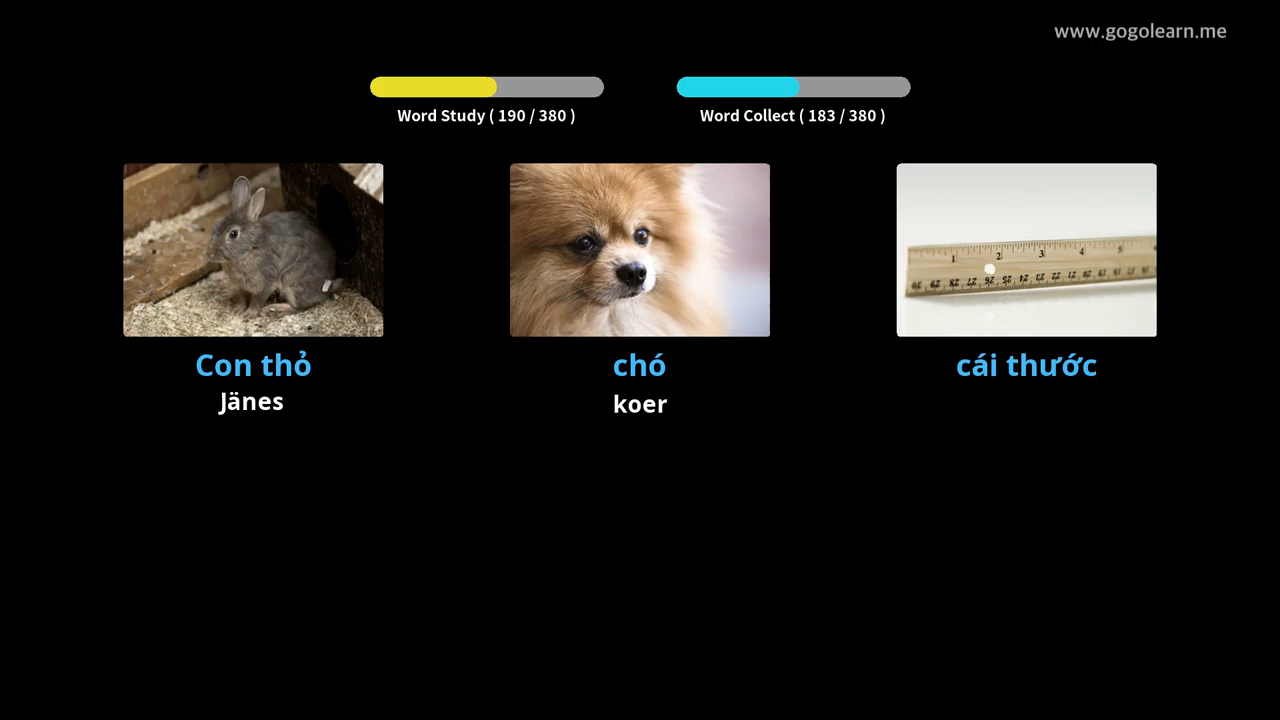 www.gogolearn.me
Word Study ( 190 / 380 )
Word Collect ( 183 / 380 )
Con thỏ
Jänes
chó
koer
cái thước